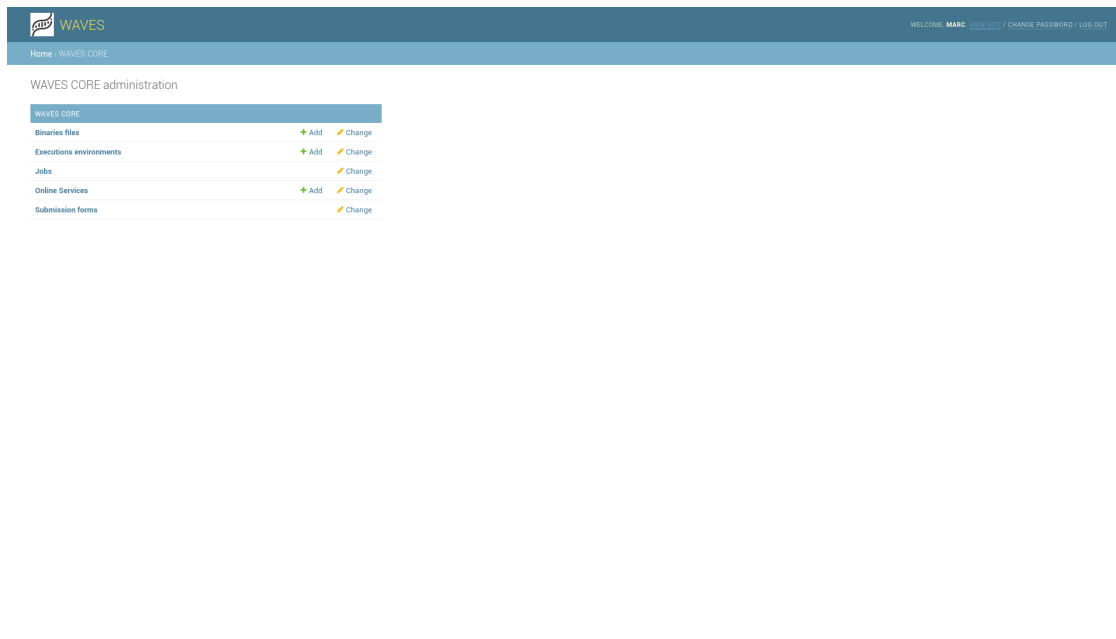 WAVES
WELCOME, MARC. VIEW SITE / CHANGE PASSWORD / LOG OUT
Home › WAVES CORE
WAVES CORE administration
WAVES CORE
Binaries files Add Change
Executions environments Add Change
Jobs Change
Online Services Add Change
Submission forms Change